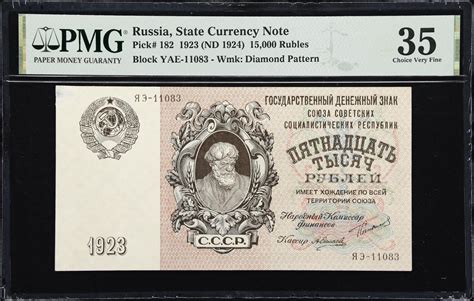 PMG
PAPER MONEY GUARANTY
Russia, State Currency Note
Pick# 182 1923 (ND 1924) 15,000 Rubles
Block YAE-11083 - Wmk: Diamond Pattern
35
Choice Very Fine
ЯЭ-11083
ГОСУДАРСТВЕННЫЙ ДЕНЕЖНЫЙ ЗНАК
СОЮЗА СОВЕТСКИХ
СОЦИАЛИСТИЧЕСКИХ РЕСПУБЛИК
ПЯТНАДЦАТЬ
ТЫСЯЧ
РУБЛЕЙ
ИМЕЕТ ХОЖДЕНИЕ ПО ВСЕЙ
ТЕРРИТОРИИ СОЮЗА
Народный Комиссар
финансов
Кассир
1923
С.С.С.Р.
ЯЭ-11083